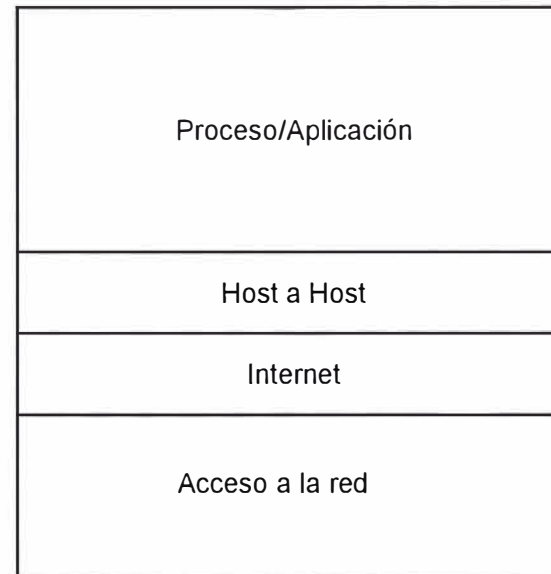 Proceso/Aplicación
Host a Host
Internet
Acceso a la red